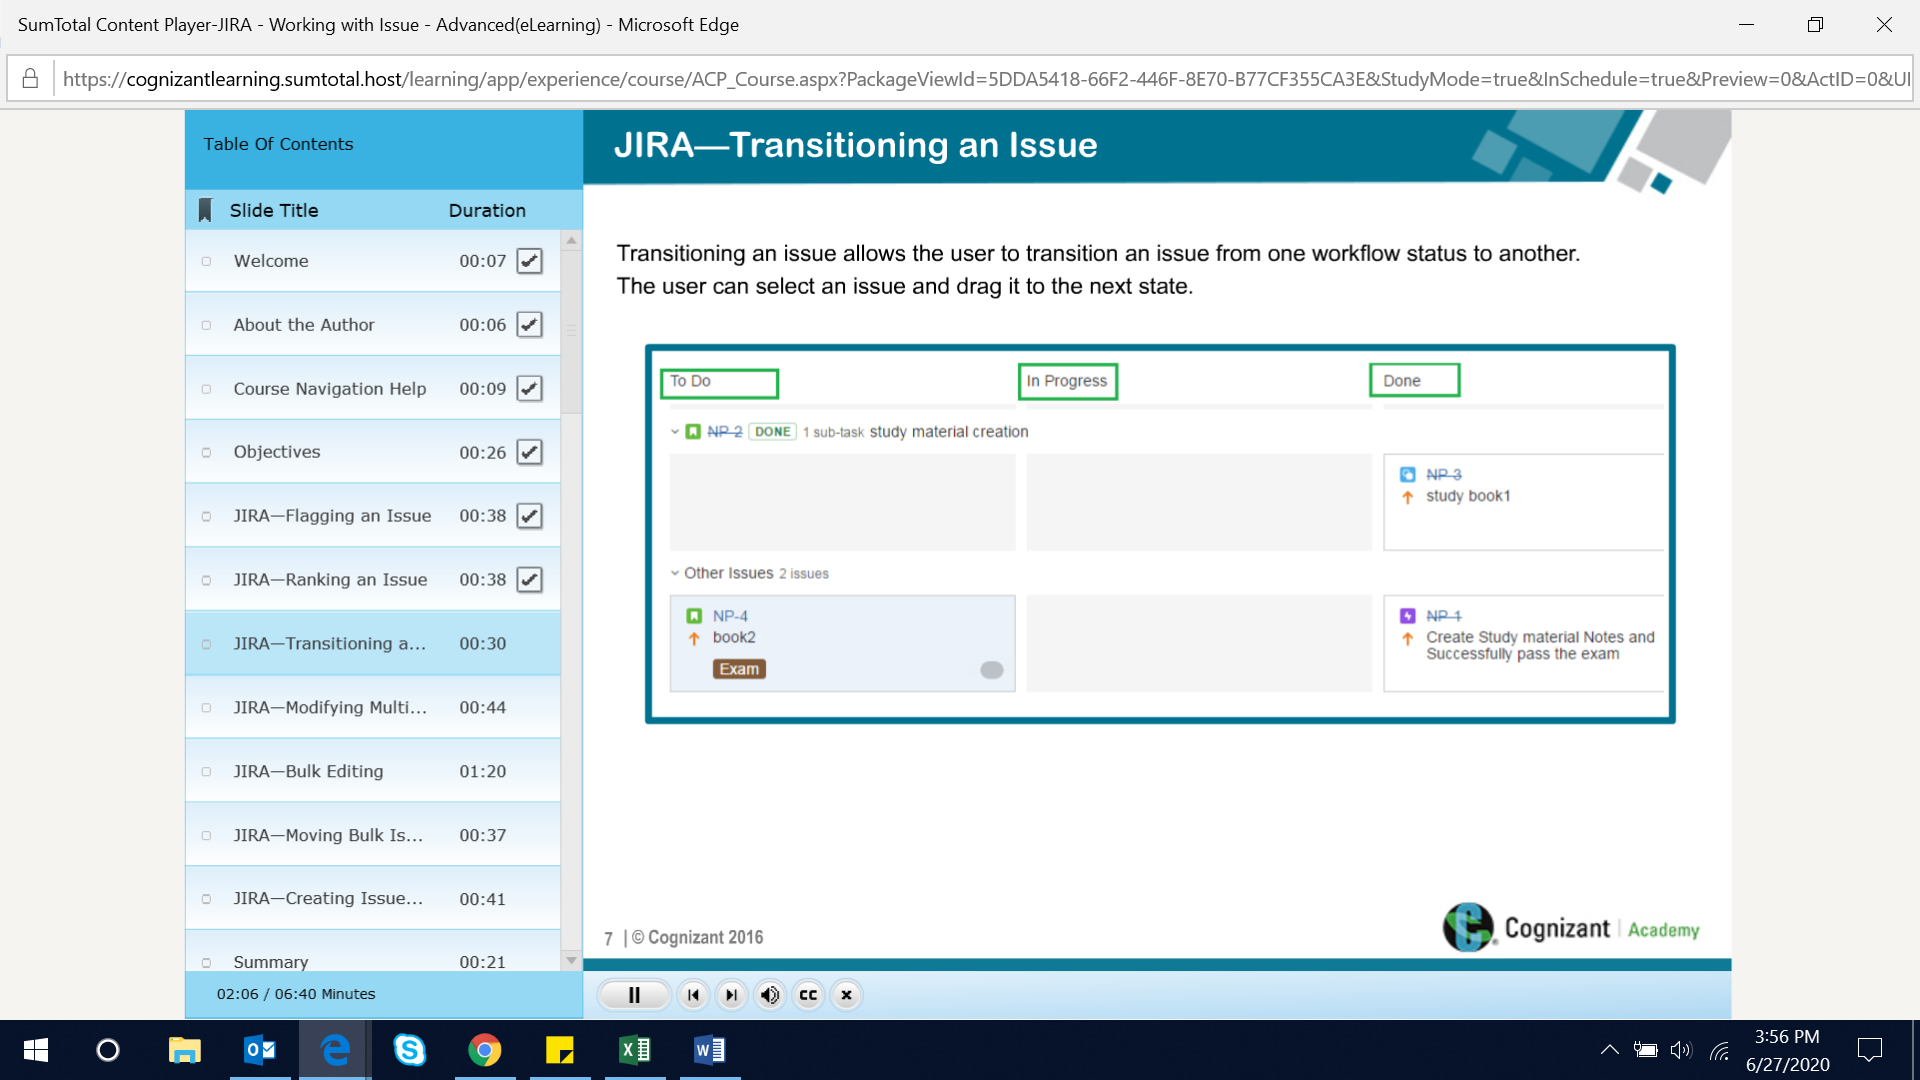 SumTotal Content Player-JIRA - Working with Issue - Advanced(eLearning) - Microsoft Edge
https://cognizantlearning.sumtotal.host/learning/app/experience/course/ACP_Course.aspx?PackageViewId=5DDA5418-66F2-446F-8E70-B77CF355CA3E&StudyMode=true&InSchedule=true&Preview=0&ActID=0&UI
Table Of Contents
Slide Title Duration
Welcome 00:07
About the Author 00:06
Course Navigation Help 00:09
Objectives 00:26
JIRA—Flagging an Issue 00:38
JIRA—Ranking an Issue 00:38
JIRA—Transitioning a... 00:30
JIRA—Modifying Multi... 00:44
JIRA—Bulk Editing 01:20
JIRA—Moving Bulk Is... 00:37
JIRA—Creating Issue... 00:41
Summary 00:21
02:06 / 06:40 Minutes
JIRA—Transitioning an Issue
Transitioning an issue allows the user to transition an issue from one workflow status to another.
The user can select an issue and drag it to the next state.
To Do In Progress Done
NP-2 DONE 1 sub-task study material creation
NP-3
study book1
Other Issues 2 issues
NP-4
book2
Exam
NP-1
Create Study material Notes and
Successfully pass the exam
7 | © Cognizant 2016
Cognizant | Academy
CC
3:56 PM
6/27/2020